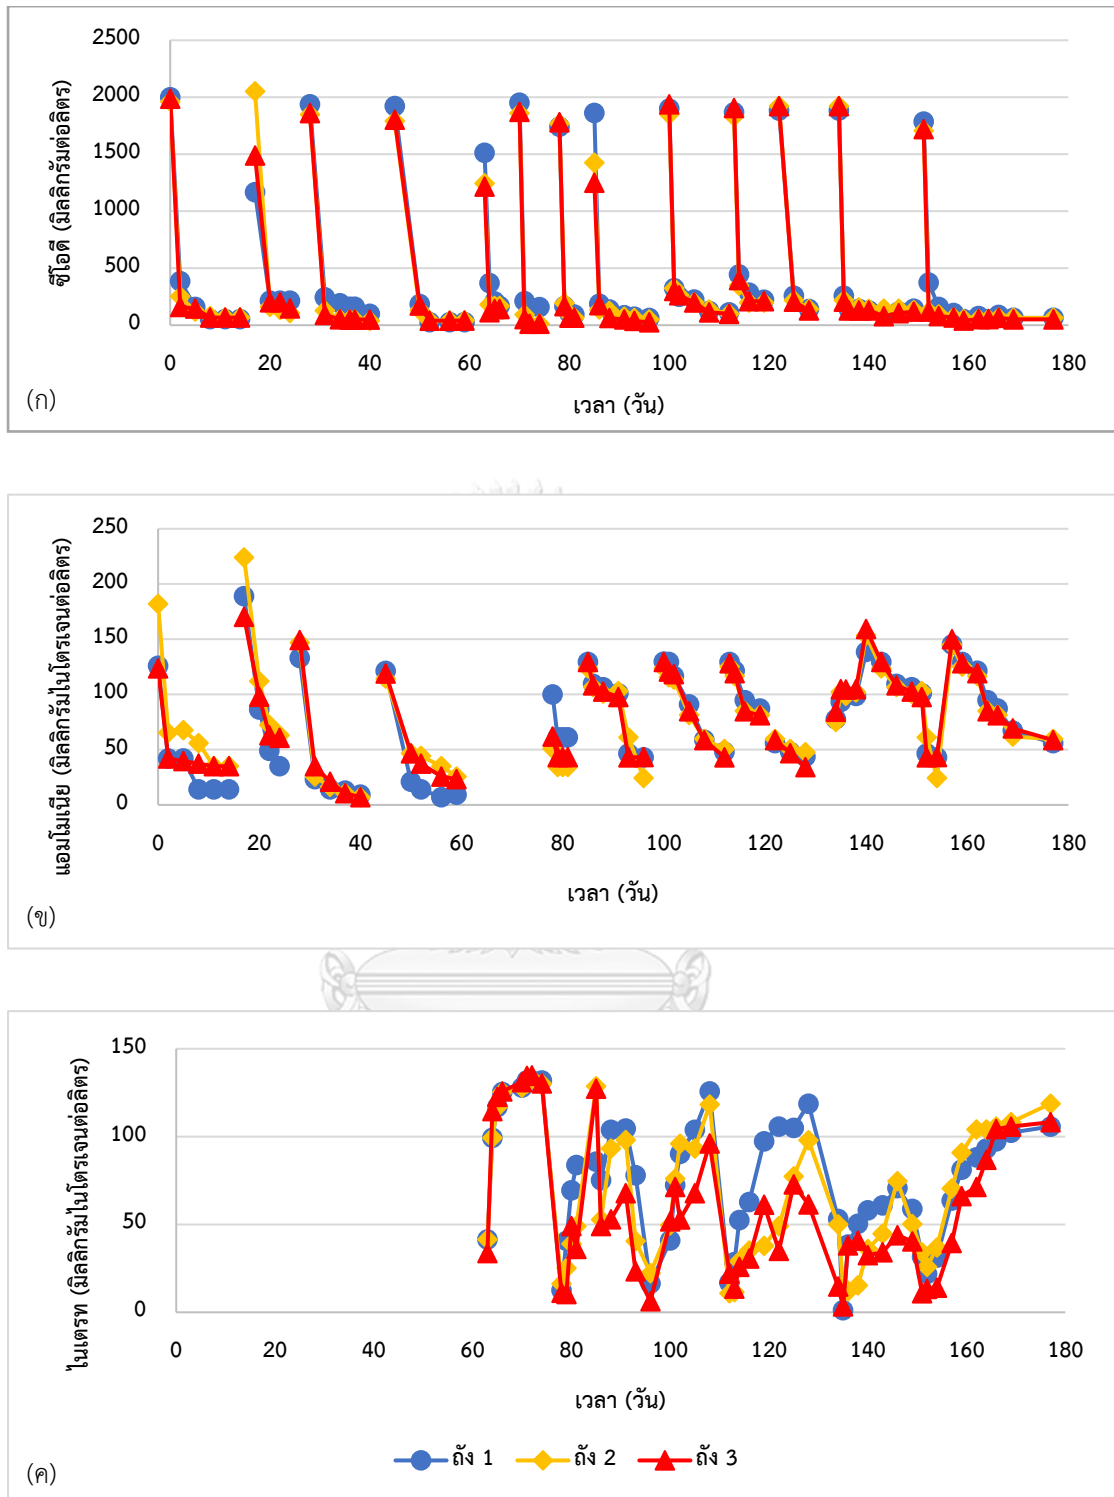 2500
2000
1500
1000
500
0
ซีโอดี (มิลลิกรัมต่อลิตร)
0 20 40 60 80 100 120 140 160 180
เวลา (วัน)
(ก)
250
200
150
100
50
0
แอมโมเนีย (มิลลิกรัมไนโตรเจนต่อลิตร)
0 20 40 60 80 100 120 140 160 180
เวลา (วัน)
(ข)
150
100
50
0
ไนเตรท (มิลลิกรัมไนโตรเจนต่อลิตร)
0 20 40 60 80 100 120 140 160 180
เวลา (วัน)
ถัง 1 ถัง 2 ถัง 3
(ค)